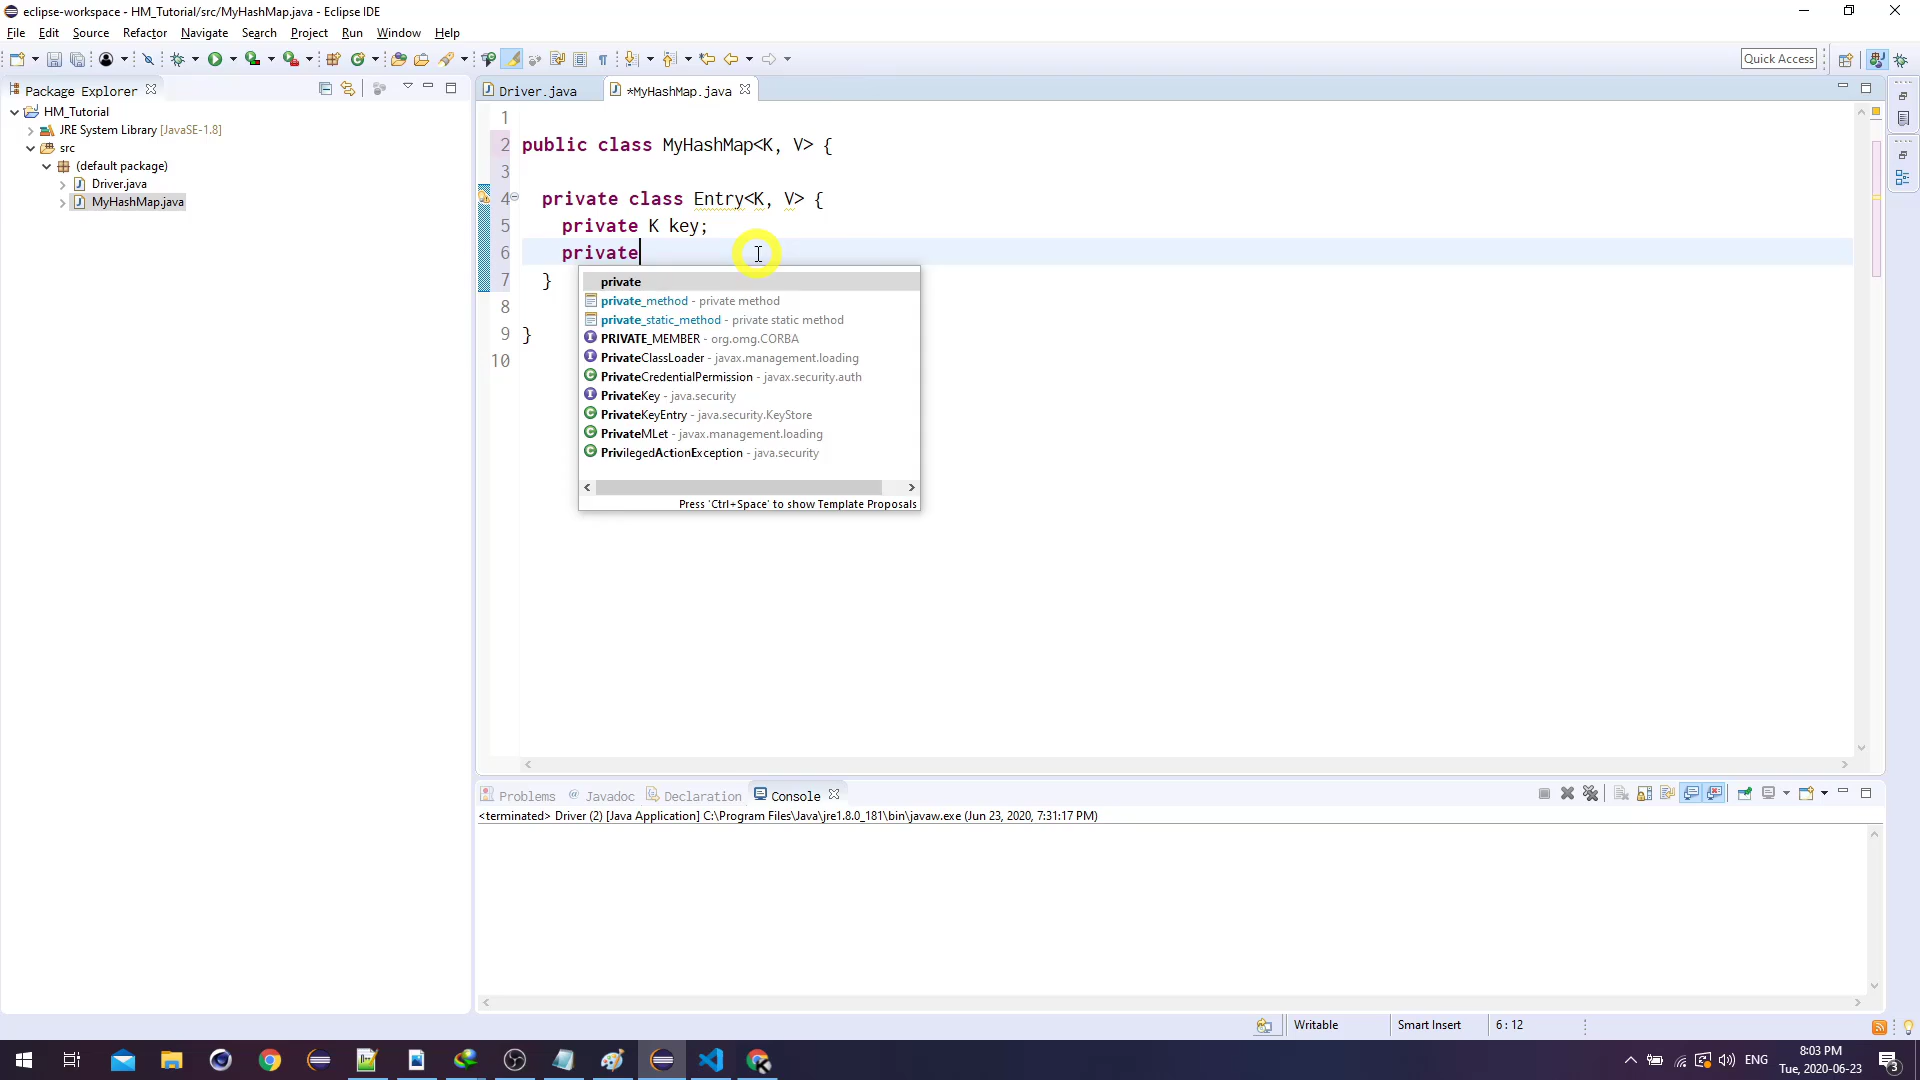 eclipse-workspace - HM_Tutorial/src/MyHashMap.java - Eclipse IDE
File Edit Source Refactor Navigate Search Project Run Window Help
Quick Access
Package Explorer
Driver.java
*MyHashMap.java
HM_Tutorial
JRE System Library [JavaSE-1.8]
src
(default package)
Driver.java
MyHashMap.java
1
2 public class MyHashMap<K, V> {
3
4 private class Entry<K, V> {
5 private K key;
6 private
7 }
8
9 }
10
private
private_method - private method
private_static_method - private static method
PRIVATE_MEMBER - org.omg.CORBA
PrivateClassLoader - javax.management.loading
PrivateCredentialPermission - javax.security.auth
PrivateKey - java.security
PrivateKeyEntry - java.security.KeyStore
PrivateMLet - javax.management.loading
PrivilegedActionException - java.security
Press 'Ctrl+Space' to show Template Proposals
Problems @ Javadoc Declaration Console
<terminated> Driver (2) [Java Application] C:\Program Files\Java\jre1.8.0_181\bin\javaw.exe (Jun 23, 2020, 7:31:17 PM)
Writable Smart Insert 6 : 12
ENG
8:03 PM
Tue, 2020-06-23
3